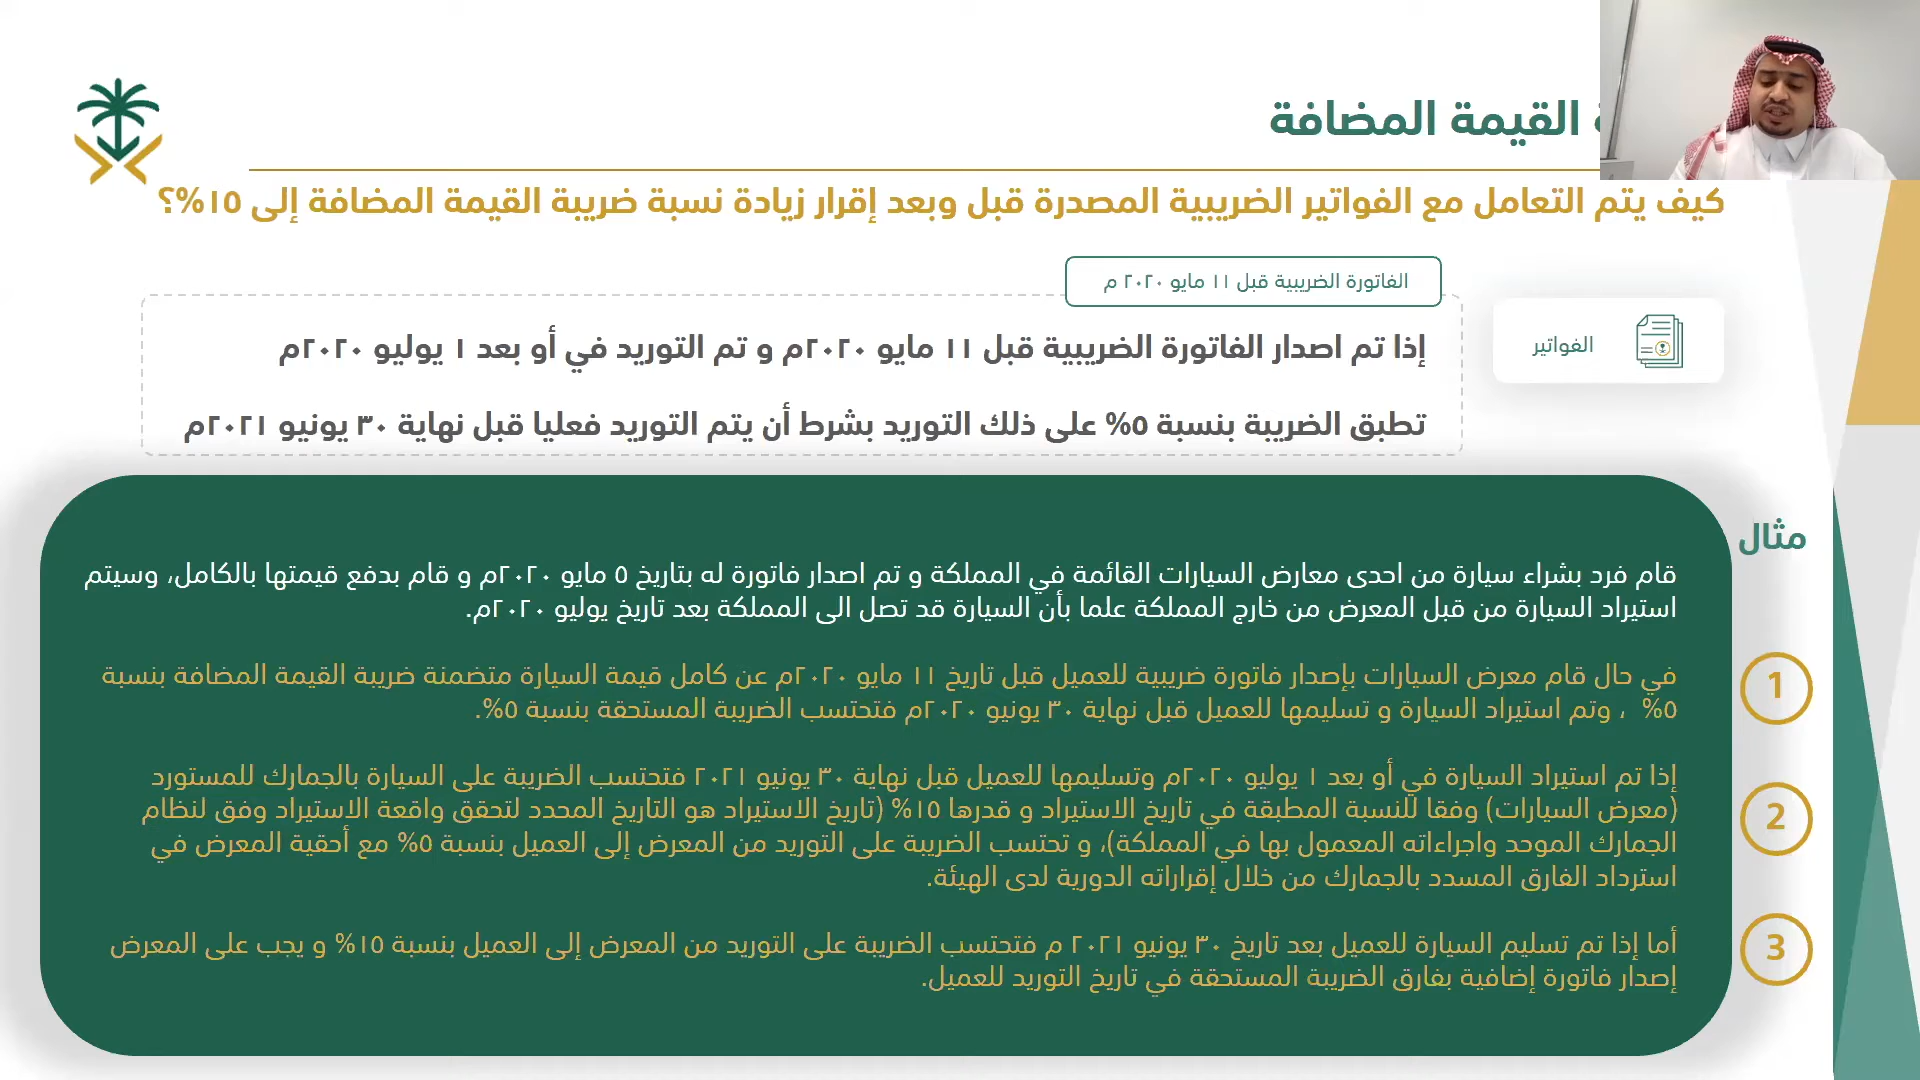 القيمة المضافة
كيف يتم التعامل مع الفواتير الضريبية المصدرة قبل وبعد إقرار زيادة نسبة ضريبة القيمة المضافة إلى ١٥%؟
الفاتورة الضريبية قبل ١١ مايو ٢٠٢٠ م
الفواتير
إذا تم اصدار الفاتورة الضريبية قبل ١١ مايو ٢٠٢٠م و تم التوريد في أو بعد ١ يوليو ٢٠٢٠م
تطبق الضريبة بنسبة ٥% على ذلك التوريد بشرط أن يتم التوريد فعليا قبل نهاية ٣٠ يونيو ٢٠٢١م
مثال
قام فرد بشراء سيارة من احدى معارض السيارات القائمة في المملكة و تم اصدار فاتورة له بتاريخ ٥ مايو ٢٠٢٠م و قام بدفع قيمتها بالكامل، وسيتم
استيراد السيارة من قبل المعرض من خارج المملكة علما بأن السيارة قد تصل الى المملكة بعد تاريخ يوليو ٢٠٢٠م.
1
في حال قام معرض السيارات بإصدار فاتورة ضريبية للعميل قبل تاريخ ١١ مايو ٢٠٢٠م عن كامل قيمة السيارة متضمنة ضريبة القيمة المضافة بنسبة
٥% ، وتم استيراد السيارة و تسليمها للعميل قبل نهاية ٣٠ يونيو ٢٠٢٠م فتحتسب الضريبة المستحقة بنسبة ٥%.
2
إذا تم استيراد السيارة في أو بعد ١ يوليو ٢٠٢٠م وتسليمها للعميل قبل نهاية ٣٠ يونيو ٢٠٢١ فتحتسب الضريبة على السيارة بالجمارك للمستورد
(معرض السيارات) وفقا للنسبة المطبقة في تاريخ الاستيراد و قدرها ١٥% (تاريخ الاستيراد هو التاريخ المحدد لتحقق واقعة الاستيراد وفق لنظام
الجمارك الموحد واجراءاته المعمول بها في المملكة)، و تحتسب الضريبة على التوريد من المعرض إلى العميل بنسبة ٥% مع أحقية المعرض في
استرداد الفارق المسدد بالجمارك من خلال إقراراته الدورية لدى الهيئة.
3
أما إذا تم تسليم السيارة للعميل بعد تاريخ ٣٠ يونيو ٢٠٢١ م فتحتسب الضريبة على التوريد من المعرض إلى العميل بنسبة ١٥% و يجب على المعرض
إصدار فاتورة إضافية بفارق الضريبة المستحقة في تاريخ التوريد للعميل.